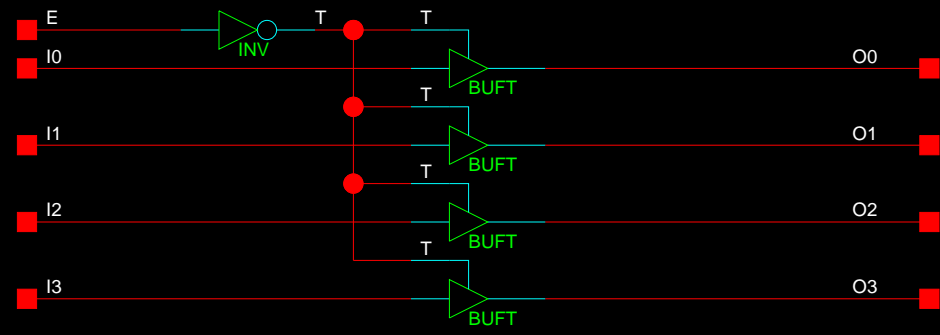 E T T
INV
I0 O0
BUFT
T
I1 O1
BUFT
T
I2 O2
BUFT
T
I3 O3
BUFT